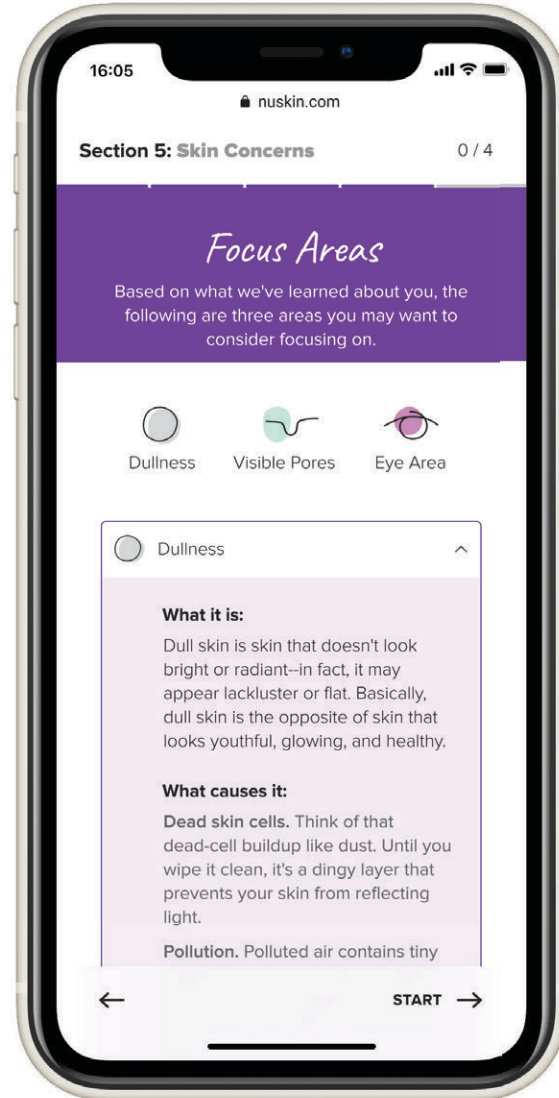 16:05
nuskin.com
Section 5: Skin Concerns 0 / 4
Focus Areas
Based on what we've learned about you, the
following are three areas you may want to
consider focusing on.
Dullness Visible Pores Eye Area
Dullness
What it is:
Dull skin is skin that doesn't look
bright or radiant--in fact, it may
appear lackluster or flat. Basically,
dull skin is the opposite of skin that
looks youthful, glowing, and healthy.
What causes it:
Dead skin cells. Think of that
dead-cell buildup like dust. Until you
wipe it clean, it's a dingy layer that
prevents your skin from reflecting
light.
Pollution. Polluted air contains tiny
START